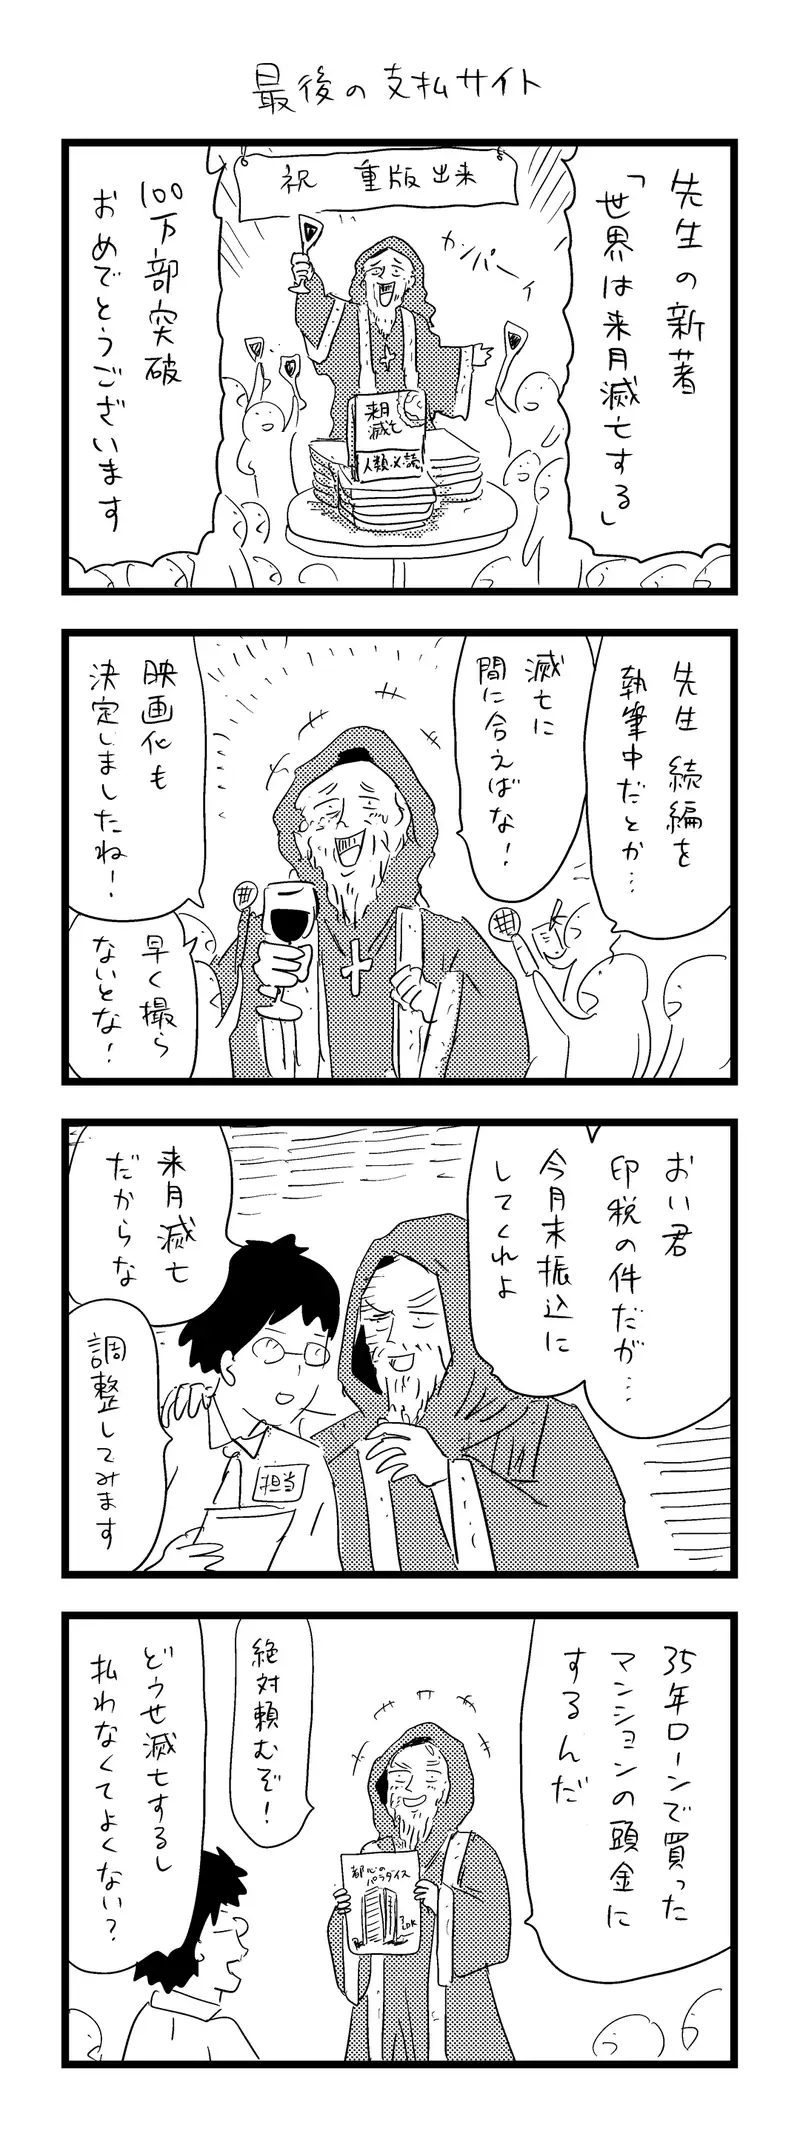 最後の支払サイト
先生の新著
「世界は来月滅亡する」
祝 重版出来
カンパーイ
来月
滅亡
人類必読
100万部突破
おめでとうございます
先生 続編を
執筆中だとか…
滅亡に
間に合えばな!
映画化も
決定しましたね!
早く撮ら
ないとな!
おい君
印税の件だが…
今月末振込に
してくれよ
来月滅亡
だからな
担当
調整してみます
35年ローンで買った
マンションの頭金に
するんだ
絶対頼むぞ!
都心の
パラダイス
?LDK
どうせ滅亡するし
払わなくてよくない?